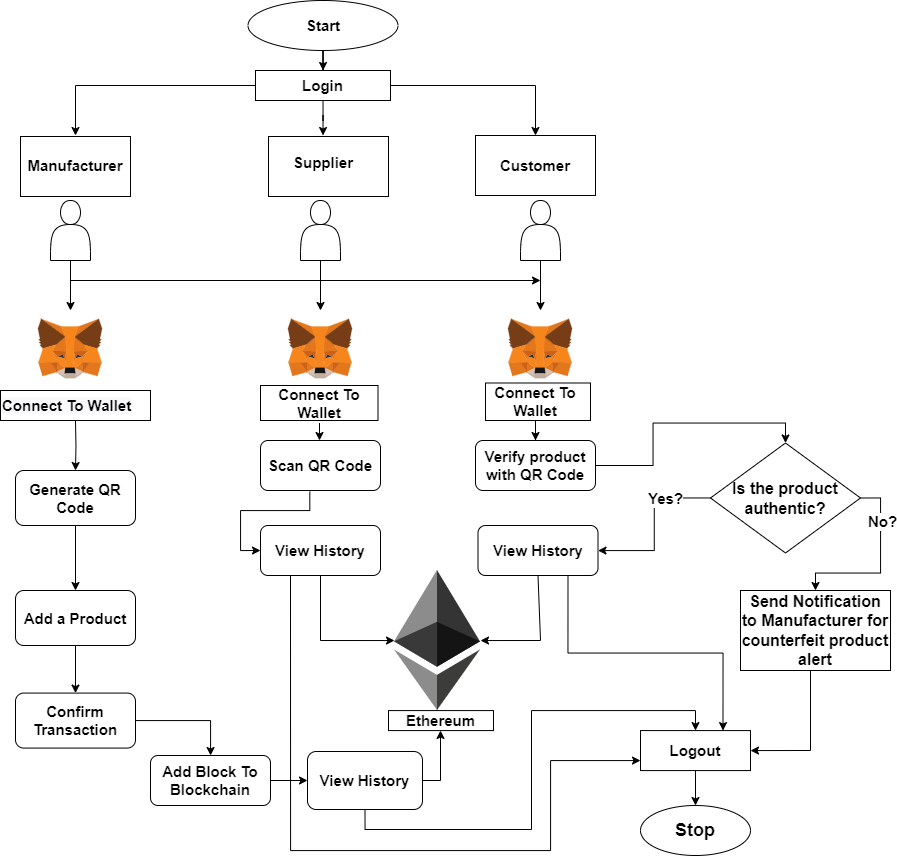 Start
Login
Manufacturer
Supplier
Customer
Connect To Wallet
Connect To
Wallet
Connect To
Wallet
Scan QR Code
Verify product
with QR Code
Is the product
authentic?
Yes?
No?
Generate QR
Code
View History
View History
Add a Product
Send Notification
to Manufacturer for
counterfeit product
alert
Confirm
Transaction
Ethereum
Logout
Add Block To
Blockchain
View History
Stop